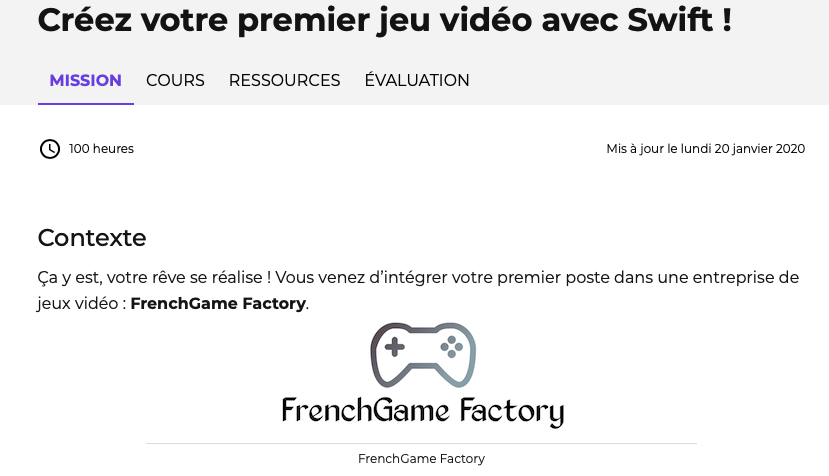 Créez votre premier jeu vidéo avec Swift !
MISSION COURS RESSOURCES ÉVALUATION
100 heures
Mis à jour le lundi 20 janvier 2020
Contexte
Ça y est, votre rêve se réalise ! Vous venez d’intégrer votre premier poste dans une entreprise de
jeux vidéo : FrenchGame Factory.
FrenchGame Factory
FrenchGame Factory